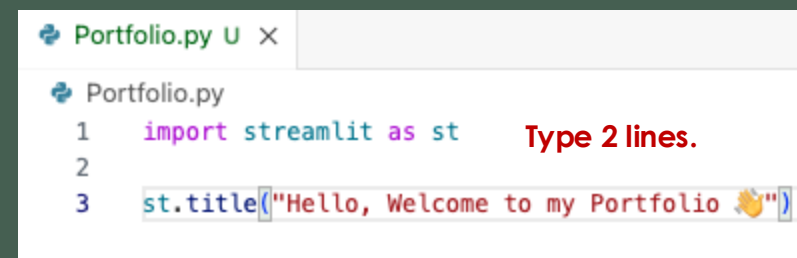 Portfolio.py U ×
Portfolio.py
1 import streamlit as st Type 2 lines.
2
3 st.title("Hello, Welcome to my Portfolio 👋")